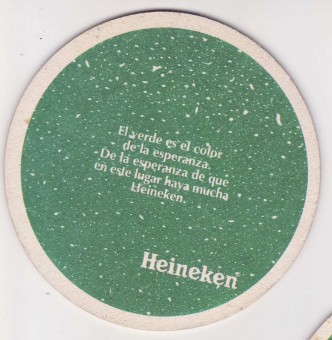 El verde es el color
de la esperanza.
De la esperanza de que
en este lugar haya mucha
Heineken.
Heineken